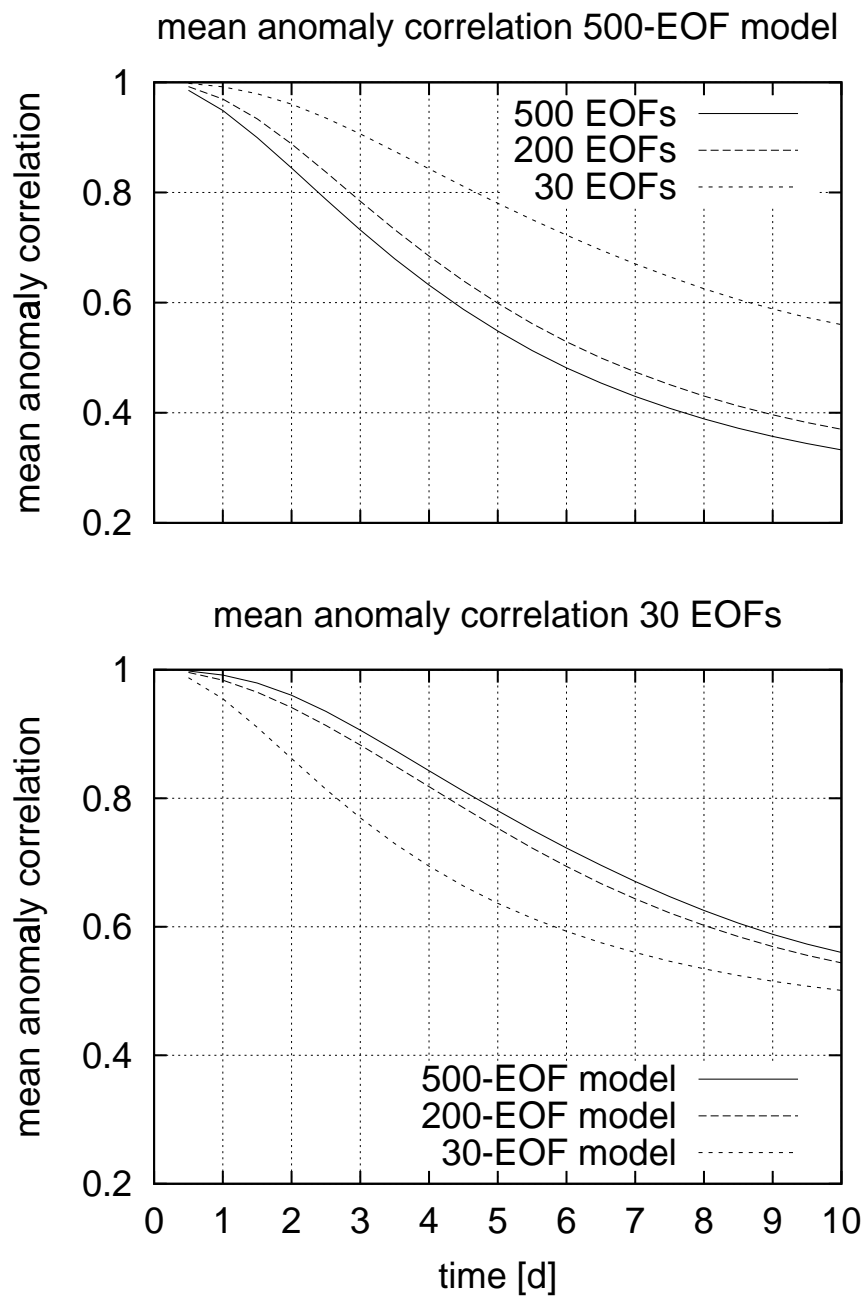 mean anomaly correlation 500-EOF model
mean anomaly correlation
1
0.8
0.6
0.4
0.2
500 EOFs
200 EOFs
30 EOFs
mean anomaly correlation 30 EOFs
mean anomaly correlation
1
0.8
0.6
0.4
0.2
500-EOF model
200-EOF model
30-EOF model
0 1 2 3 4 5 6 7 8 9 10
time [d]